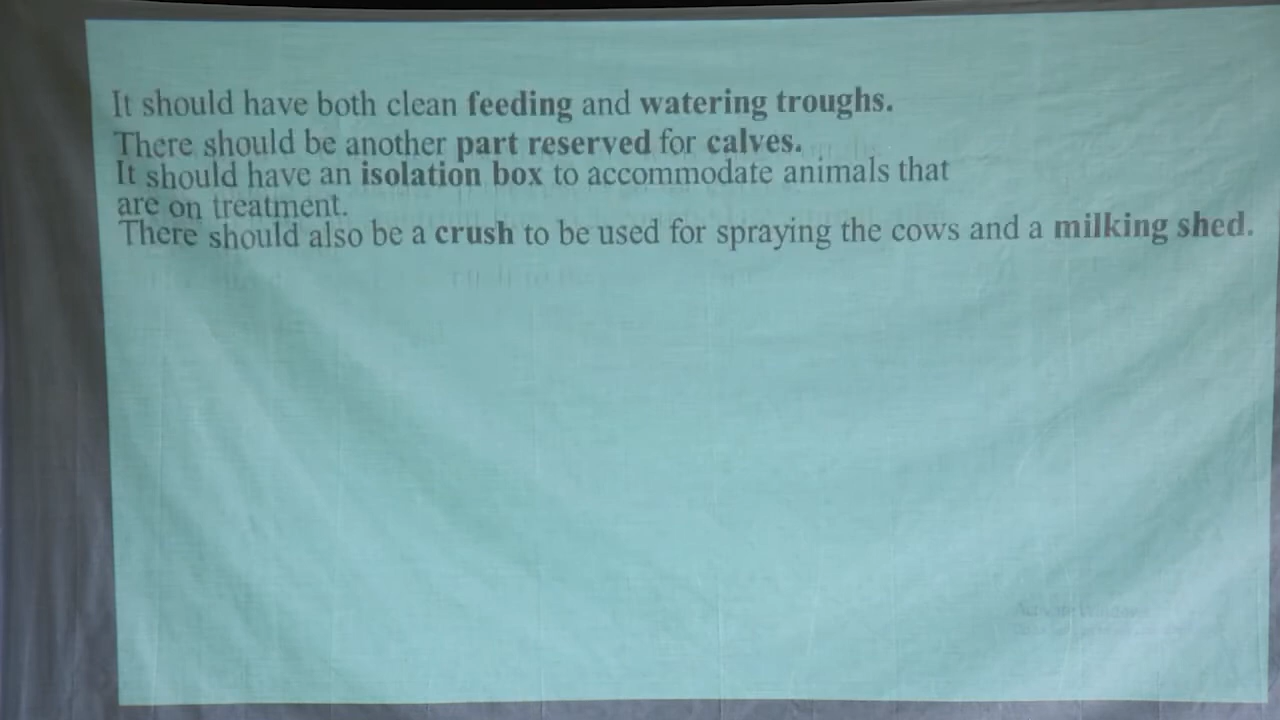 It should have both clean feeding and watering troughs.
There should be another part reserved for calves.
It should have an isolation box to accommodate animals that
are on treatment.
There should also be a crush to be used for spraying the cows and a milking shed.